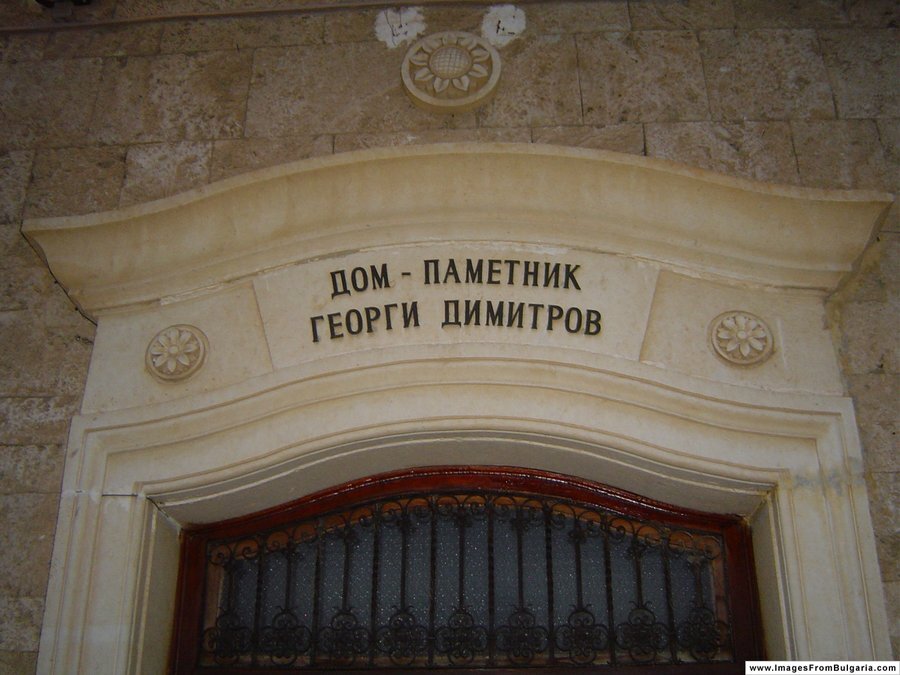 ДОМ - ПАМЕТНИК
ГЕОРГИ ДИМИТРОВ
www.ImagesFromBulgaria.com